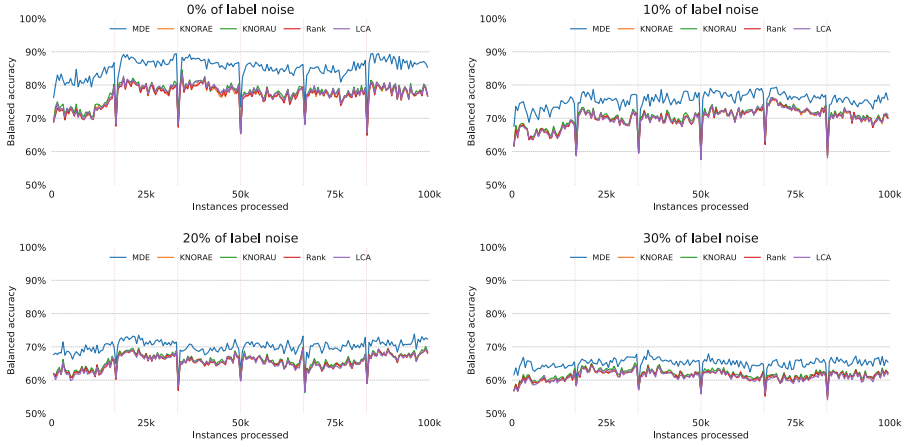 0% of label noise
MDE KNORAE KNORAU Rank LCA
100%
90%
80%
70%
60%
50%
Balanced accuracy
0 25k 50k 75k 100k
Instances processed
10% of label noise
MDE KNORAE KNORAU Rank LCA
100%
90%
80%
70%
60%
50%
Balanced accuracy
0 25k 50k 75k 100k
Instances processed
20% of label noise
MDE KNORAE KNORAU Rank LCA
100%
90%
80%
70%
60%
50%
Balanced accuracy
0 25k 50k 75k 100k
Instances processed
30% of label noise
MDE KNORAE KNORAU Rank LCA
100%
90%
80%
70%
60%
50%
Balanced accuracy
0 25k 50k 75k 100k
Instances processed